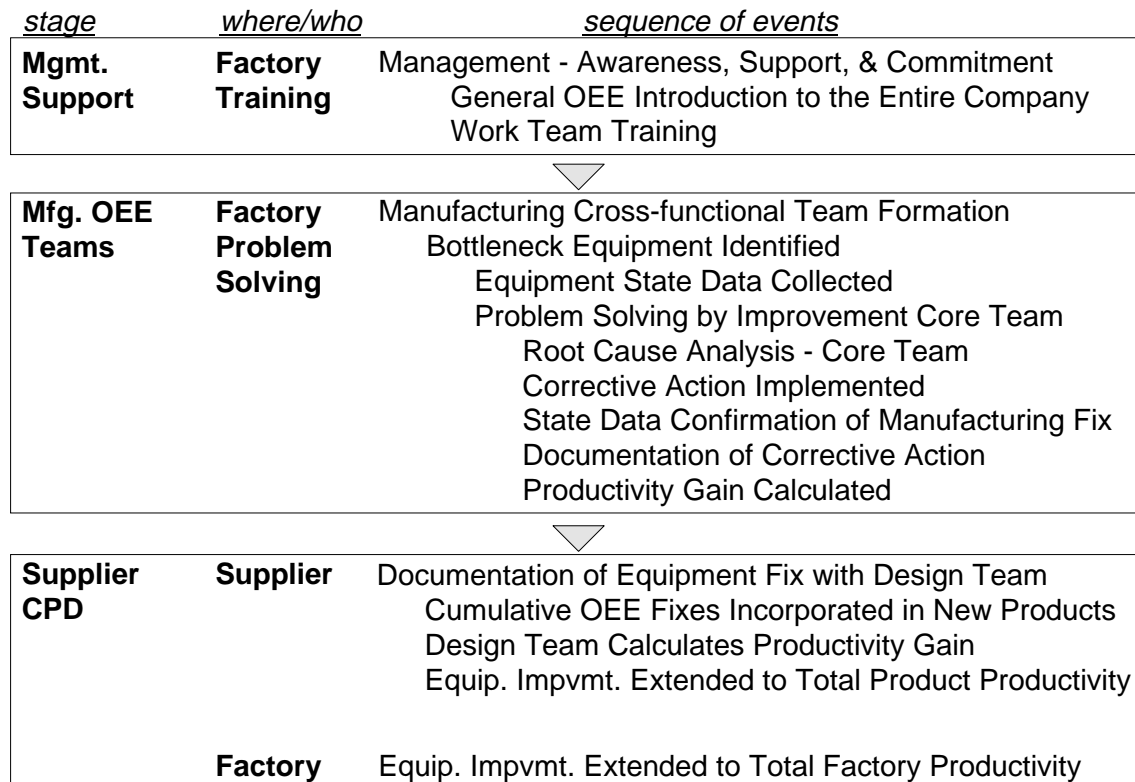 stage where/who sequence of events
Mgmt. Factory Management - Awareness, Support, & Commitment
Support Training General OEE Introduction to the Entire Company
Work Team Training
Mfg. OEE Factory Manufacturing Cross-functional Team Formation
Teams Problem Bottleneck Equipment Identified
Solving Equipment State Data Collected
Problem Solving by Improvement Core Team
Root Cause Analysis - Core Team
Corrective Action Implemented
State Data Confirmation of Manufacturing Fix
Documentation of Corrective Action
Productivity Gain Calculated
Supplier Supplier Documentation of Equipment Fix with Design Team
CPD Cumulative OEE Fixes Incorporated in New Products
Design Team Calculates Productivity Gain
Equip. Impvmt. Extended to Total Product Productivity
Factory Equip. Impvmt. Extended to Total Factory Productivity